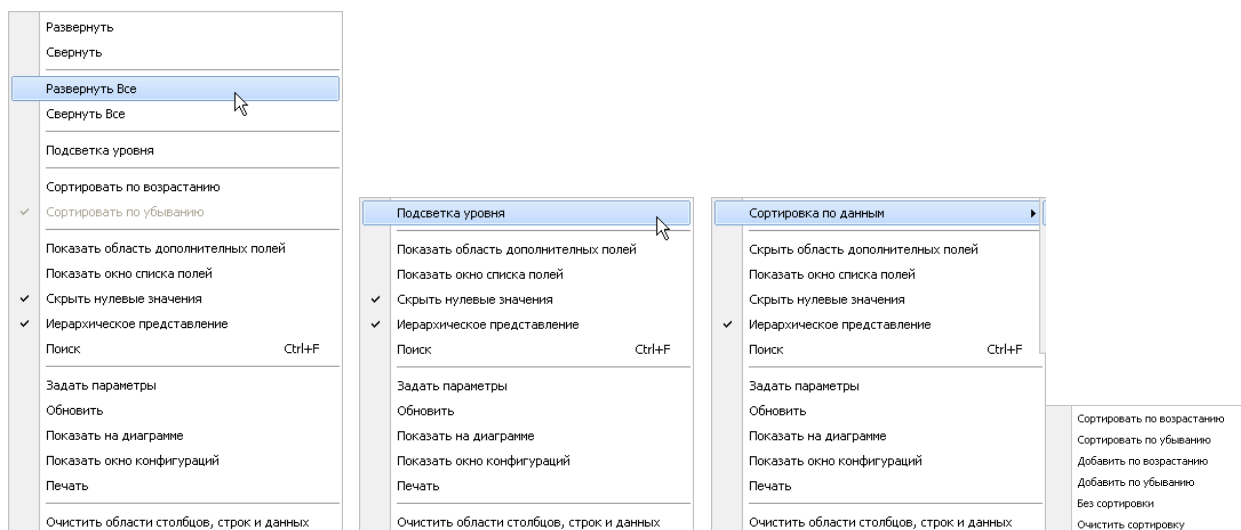 Развернуть
Свернуть
Развернуть Все
Свернуть Все
Подсветка уровня
Сортировать по возрастанию
Сортировать по убыванию
Показать область дополнителных полей
Показать окно списка полей
Скрыть нулевые значения
Иерархическое представление
Поиск Ctrl+F
Задать параметры
Обновить
Показать на диаграмме
Показать окно конфигураций
Печать
Очистить области столбцов, строк и данных
Подсветка уровня
Показать область дополнителных полей
Показать окно списка полей
Скрыть нулевые значения
Иерархическое представление
Поиск Ctrl+F
Задать параметры
Обновить
Показать на диаграмме
Показать окно конфигураций
Печать
Очистить области столбцов, строк и данных
Сортировка по данным
Скрыть область дополнителных полей
Показать окно списка полей
Скрыть нулевые значения
Иерархическое представление
Поиск Ctrl+F
Задать параметры
Обновить
Показать на диаграмме
Показать окно конфигураций
Печать
Очистить области столбцов, строк и данных
Сортировать по возрастанию
Сортировать по убыванию
Добавить по возрастанию
Добавить по убыванию
Без сортировки
Очистить сортировку